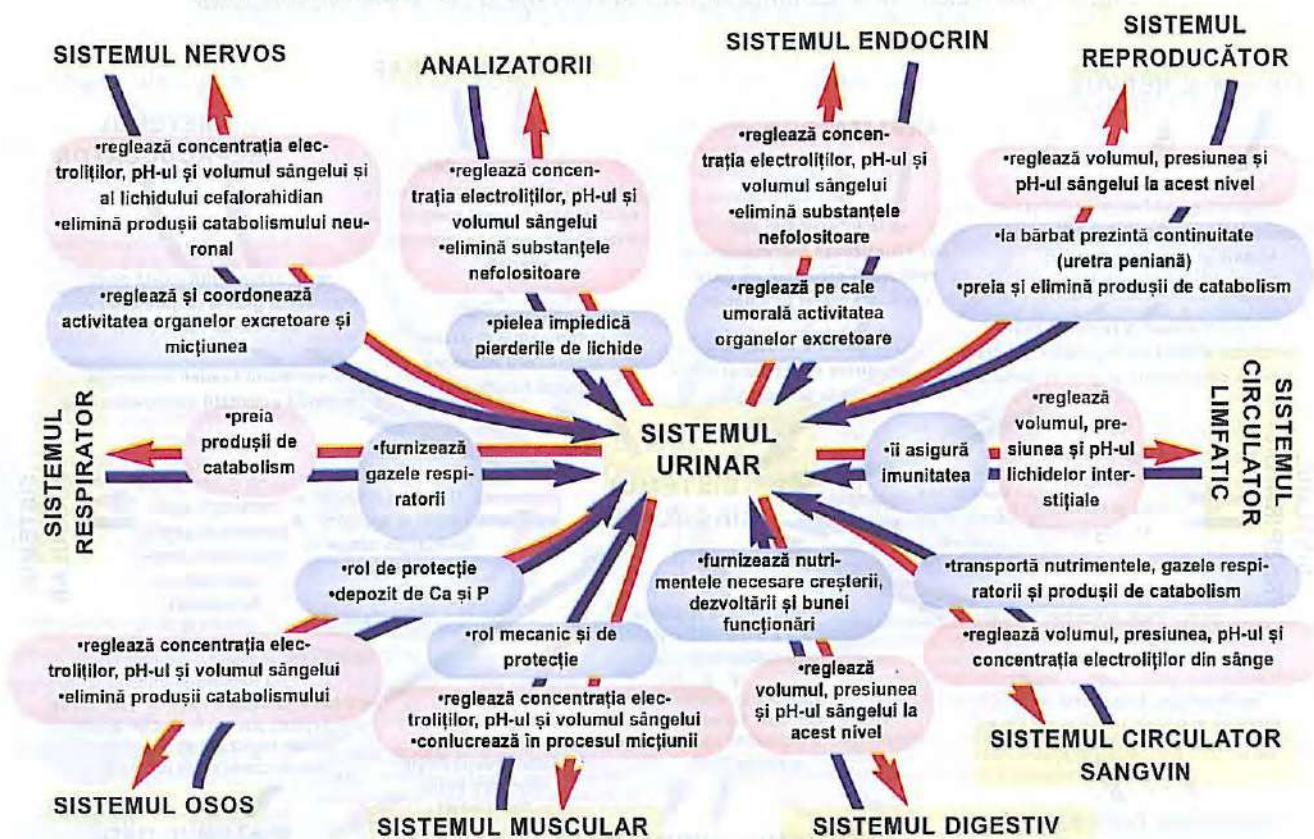 SISTEMUL NERVOS
•reglează concentrația elec-
troliților, pH-ul și volumul sângelui și
al lichidului cefalorahidian
•elimină produșii catabolismului neu-
ronal
•reglează și coordonează
activitatea organelor excretoare și
micțiunea
ANALIZATORII
•reglează concen-
trația electroliților, pH-ul și
volumul sângelui
•elimină substanțele
nefolositoare
•pielea împiedică
pierderile de lichide
SISTEMUL ENDOCRIN
•reglează concen-
trația electroliților, pH-ul și
volumul sângelui
•elimină substanțele
nefolositoare
•reglează pe cale
umorală activitatea
organelor excretoare
SISTEMUL
REPRODUCĂTOR
•reglează volumul, presiunea și
pH-ul sângelui la acest nivel
•la bărbat prezintă continuitate
(uretra peniană)
•preia și elimină produșii de catabolism
SISTEMUL
RESPIRATOR
•preia
produșii de
catabolism
•furnizează
gazele respi-
ratorii
SISTEMUL
URINAR
•îi asigură
imunitatea
•reglează
volumul, pre-
siunea și pH-ul
lichidelor inter-
stițiale
SISTEMUL
CIRCULATOR
LIMFATIC
•rol de protecție
•depozit de Ca și P
•reglează concentrația elec-
troliților, pH-ul și volumul sângelui
•elimină produșii catabolismului
SISTEMUL OSOS
•rol mecanic și de
protecție
•reglează concentrația elec-
troliților, pH-ul și volumul sângelui
•conlucrează în procesul micțiunii
SISTEMUL MUSCULAR
•furnizează nutri-
mentele necesare creșterii,
dezvoltării și bunei
funcționări
•reglează
volumul, presiunea
și pH-ul sângelui la
acest nivel
SISTEMUL DIGESTIV
•transportă nutrimentele, gazele respi-
ratorii și produșii de catabolism
•reglează volumul, presiunea, pH-ul și
concentrația electroliților din sânge
SISTEMUL CIRCULATOR
SANGVIN